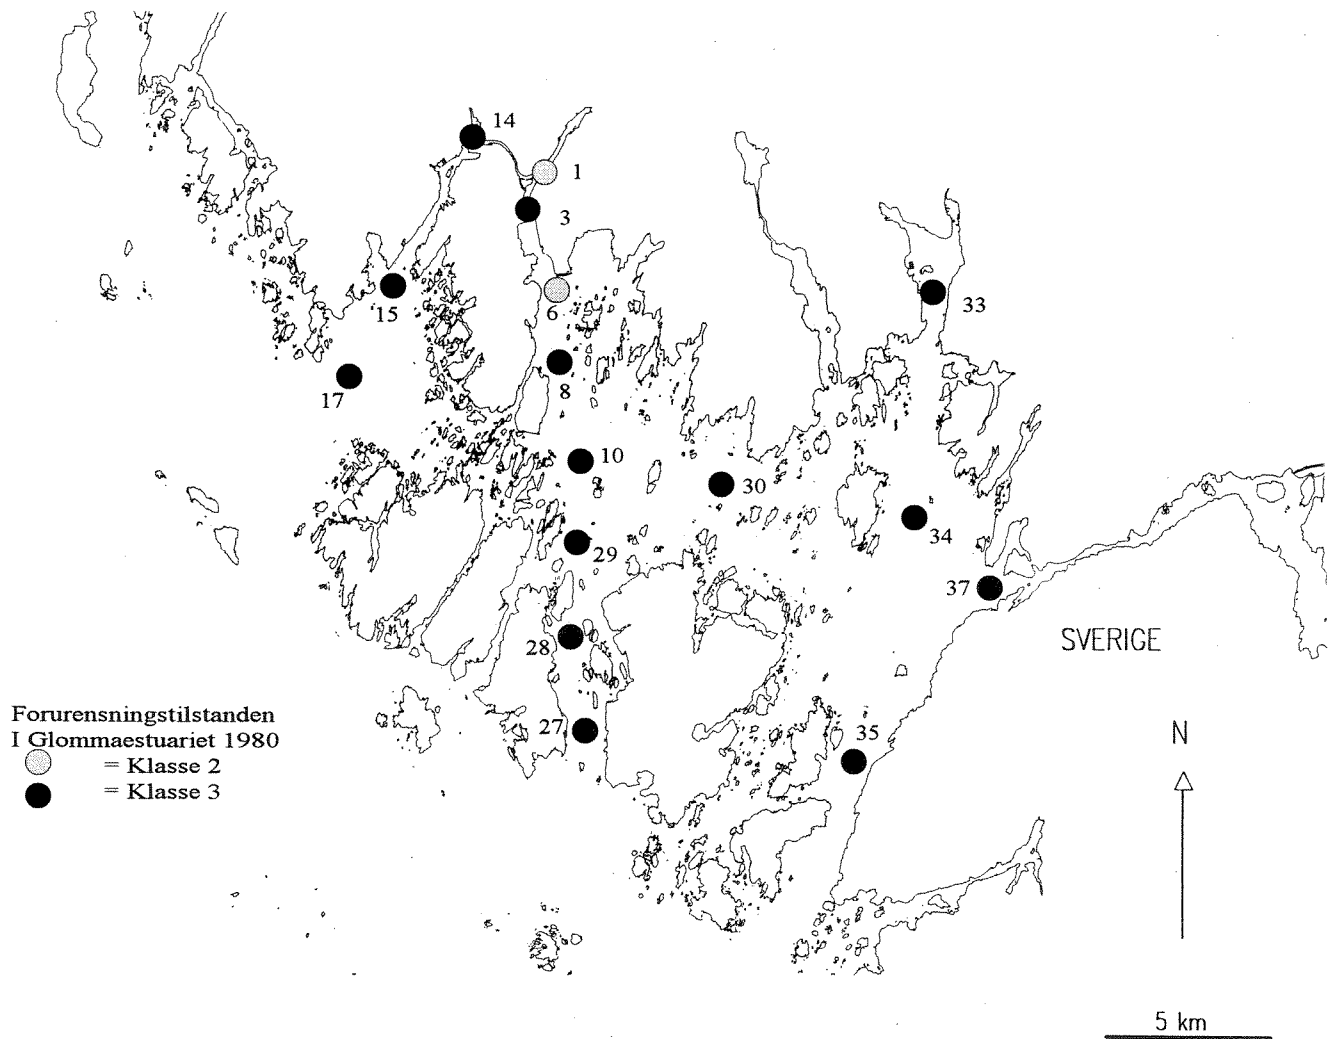 14
1
3
15
6
33
17
8
10
30
34
29
37
28
SVERIGE
Forurensningstilstanden
I Glommaestuariet 1980
= Klasse 2
= Klasse 3
27
35
N
5 km